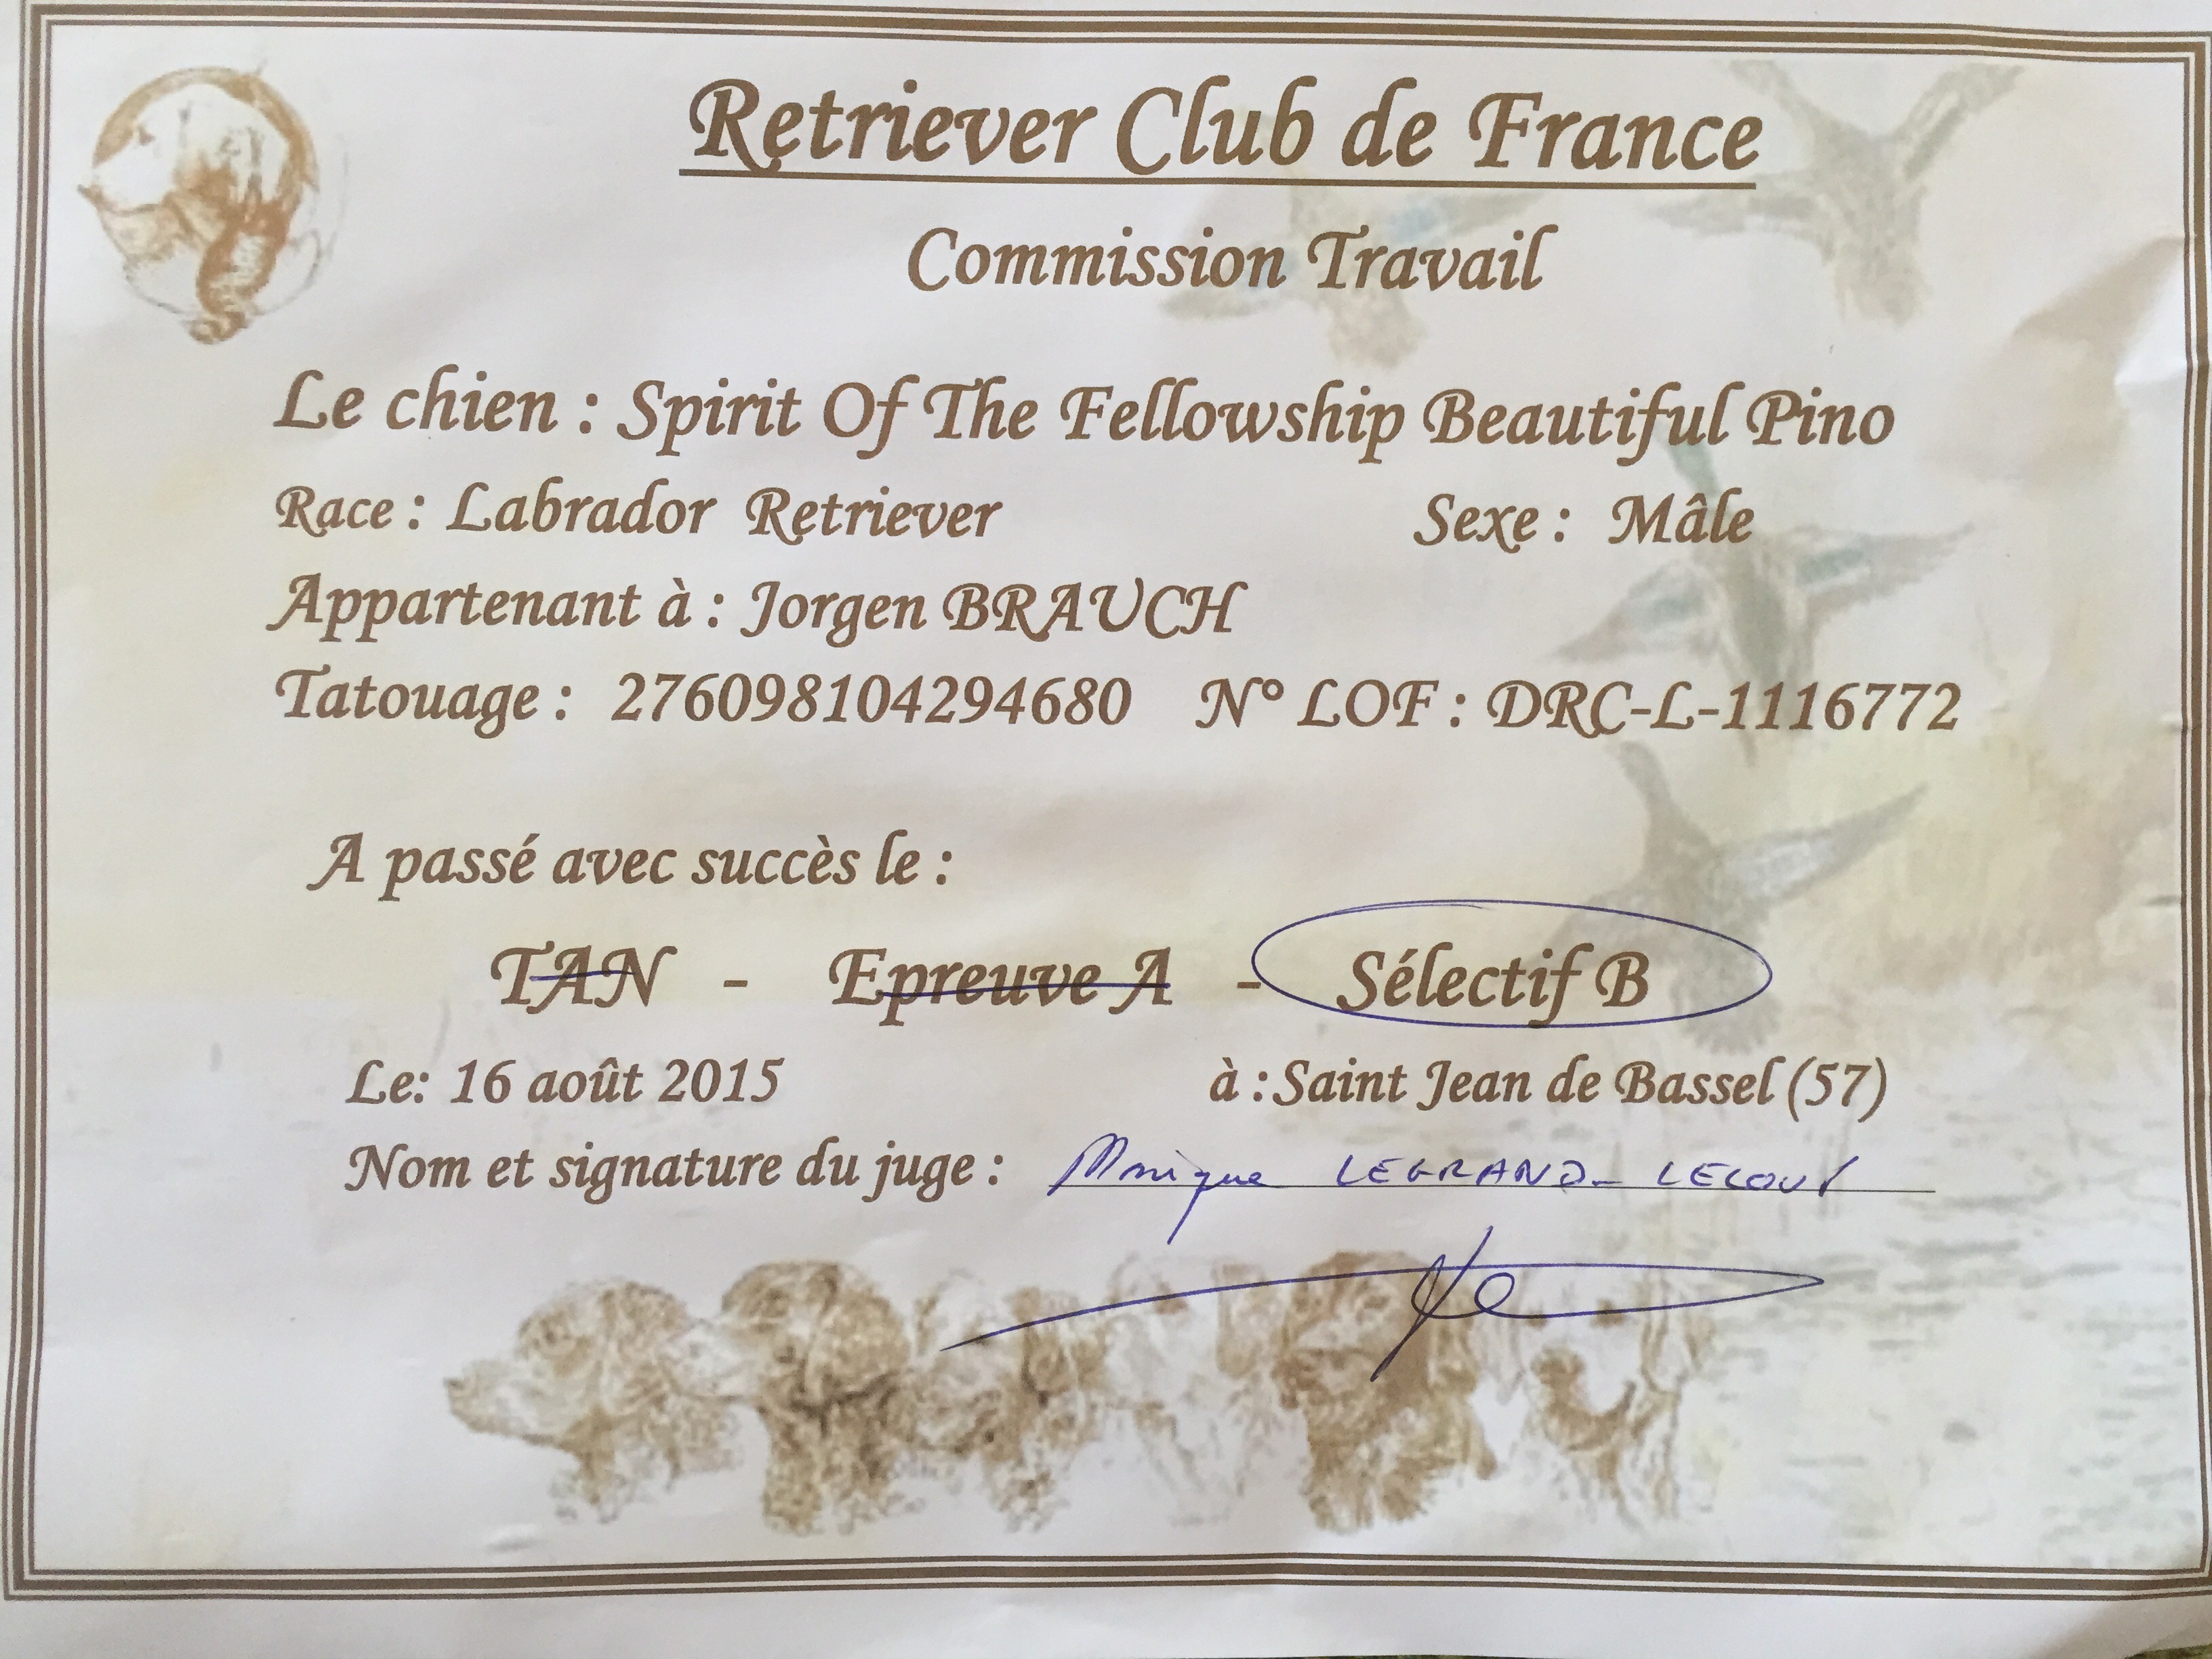 Retriever Club de France
Commission Travail
Le chien : Spirit Of The Fellowship Beautiful Pino
Race : Labrador Retriever Sexe : Mâle
Appartenant à : Jorgen BRAUCH
Tatouage : 276098104294680 N° LOF : DRC-L-1116772
A passé avec succès le :
TAN - Epreuve A - Sélectif B
Le: 16 août 2015 à : Saint Jean de Bassel (57)
Nom et signature du juge : Monique LEGRAND-